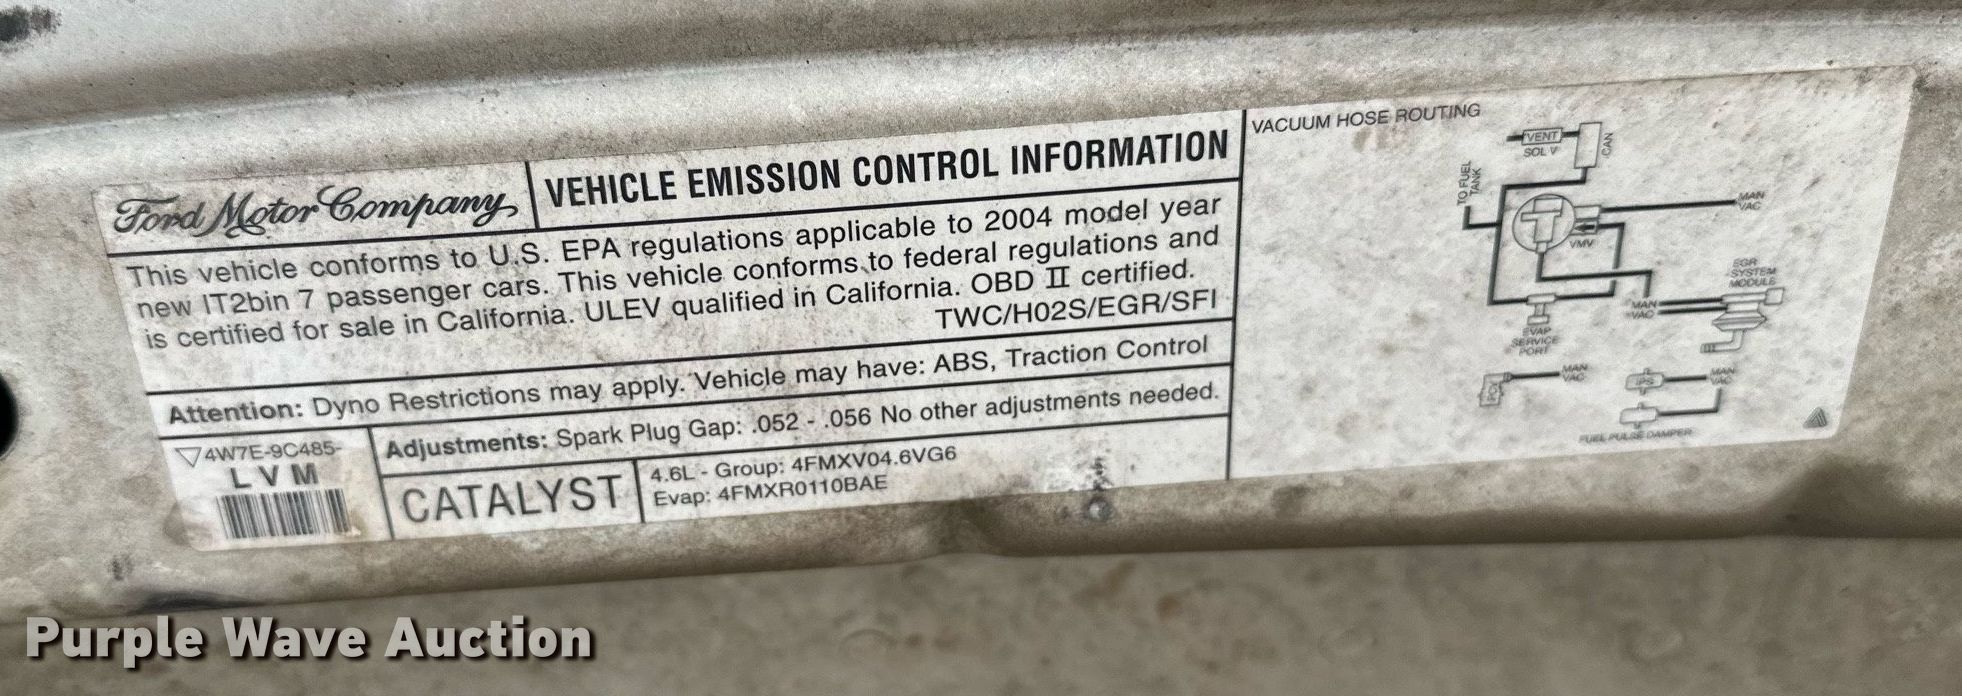 Ford Motor Company
VEHICLE EMISSION CONTROL INFORMATION
This vehicle conforms to U.S. EPA regulations applicable to 2004 model year
new IT2bin 7 passenger cars. This vehicle conforms to federal regulations and
is certified for sale in California. ULEV qualified in California. OBD II certified.
TWC/H02S/EGR/SFI
Attention: Dyno Restrictions may apply. Vehicle may have: ABS, Traction Control
Adjustments: Spark Plug Gap: .052 - .056 No other adjustments needed.
4W7E-9C485-
LVM
CATALYST
4.6L - Group: 4FMXV04.6VG6
Evap: 4FMXR0110BAE
VACUUM HOSE ROUTING
VENT
SOL V
CAN
TO FUEL
TANK
MAN
VAC
VMV
EGR
SYSTEM
MODULE
MAN
VAC
EVAP
SERVICE
PORT
PCV
MAN
VAC
IPS
MAN
VAC
FUEL PULSE DAMPER
Purple Wave Auction